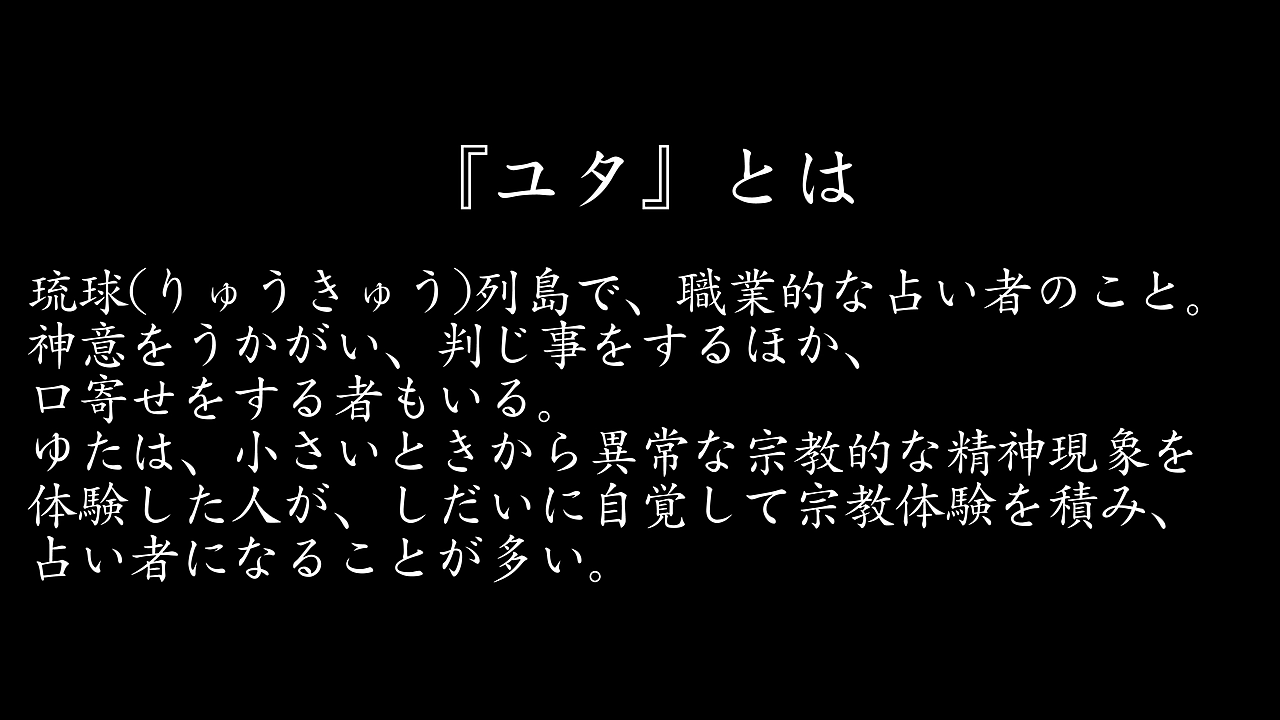 『ユタ』とは
琉球(りゅうきゅう)列島で、職業的な占い者のこと。
神意をうかがい、判じ事をするほか、
口寄せをする者もいる。
ゆたは、小さいときから異常な宗教的な精神現象を
体験した人が、しだいに自覚して宗教体験を積み、
占い者になることが多い。